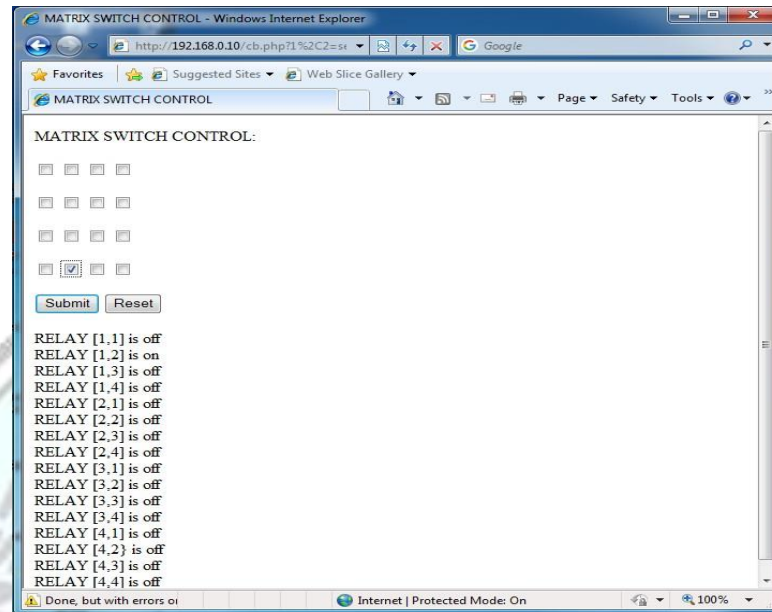 MATRIX SWITCH CONTROL - Windows Internet Explorer
http://192.168.0.10/cb.php?1%2C2=se
Google
Favorites Suggested Sites Web Slice Gallery
MATRIX SWITCH CONTROL Page Safety Tools
MATRIX SWITCH CONTROL:
Submit Reset
RELAY [1,1] is off
RELAY [1,2] is on
RELAY [1,3] is off
RELAY [1,4] is off
RELAY [2,1] is off
RELAY [2,2] is off
RELAY [2,3] is off
RELAY [2,4] is off
RELAY [3,1] is off
RELAY [3,2] is off
RELAY [3,3] is off
RELAY [3,4] is off
RELAY [4,1] is off
RELAY [4,2} is off
RELAY [4,3] is off
RELAY [4,4] is off
Done, but with errors o Internet | Protected Mode: On 100%